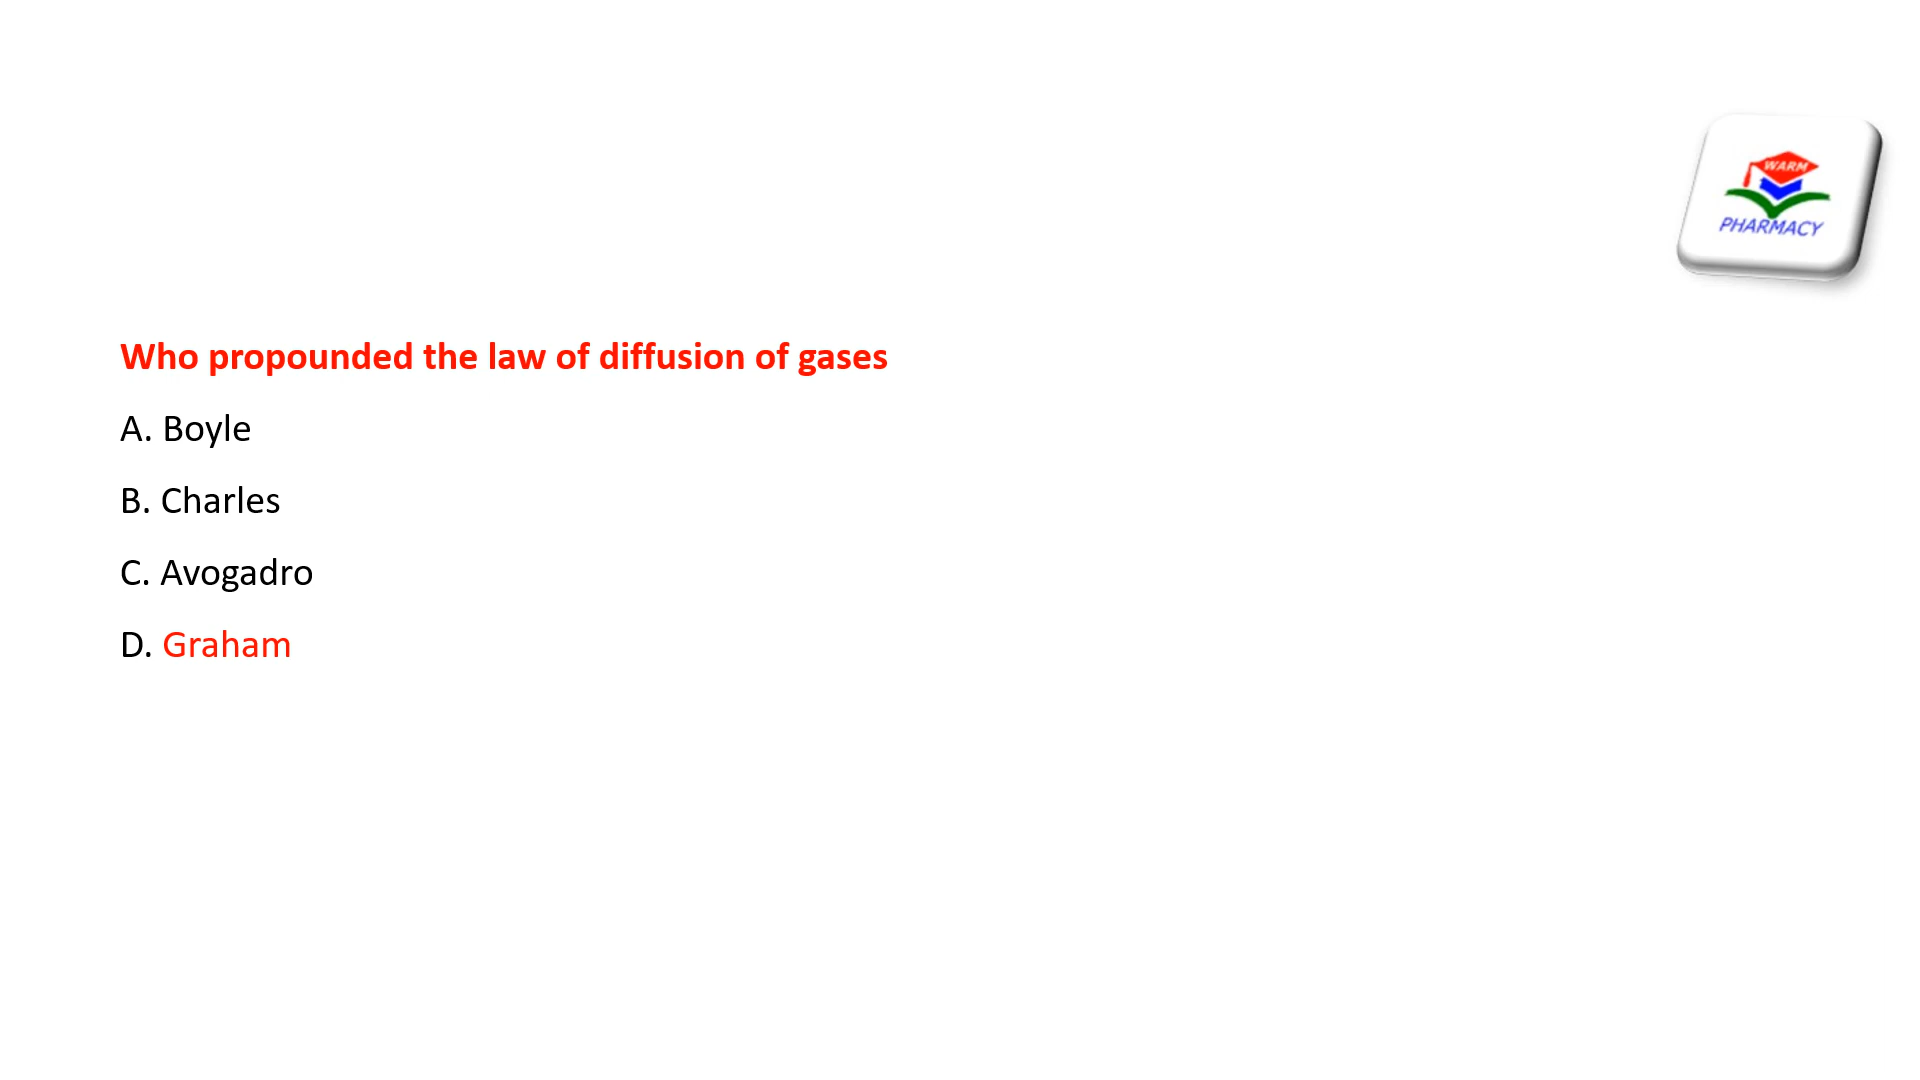 WARM
PHARMACY
Who propounded the law of diffusion of gases
A. Boyle
B. Charles
C. Avogadro
D. Graham